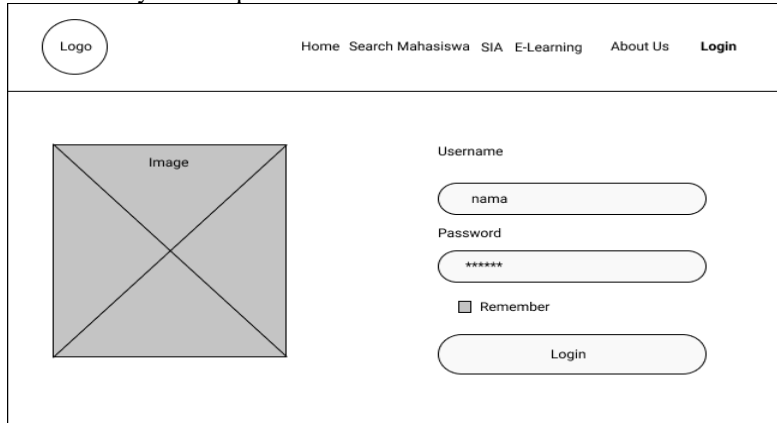 Logo
Home Search Mahasiswa SIA E-Learning About Us Login
Image
Username
nama
Password
******
Remember
Login